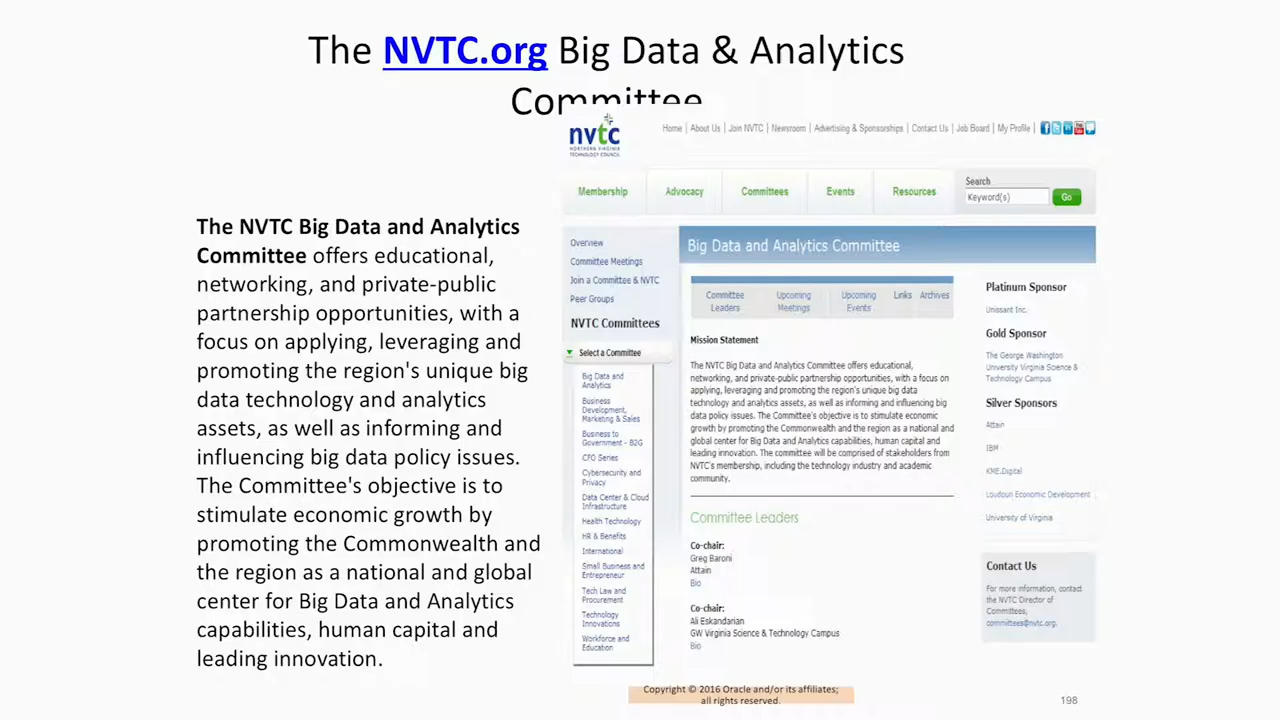 The NVTC.org Big Data & Analytics
Committee
The NVTC Big Data and Analytics
Committee offers educational,
networking, and private-public
partnership opportunities, with a
focus on applying, leveraging and
promoting the region's unique big
data technology and analytics
assets, as well as informing and
influencing big data policy issues.
The Committee's objective is to
stimulate economic growth by
promoting the Commonwealth and
the region as a national and global
center for Big Data and Analytics
capabilities, human capital and
leading innovation.
nvtc
NORTHERN VIRGINIA
TECHNOLOGY COUNCIL
Home | About Us | Join NVTC | Newsroom | Advertising & Sponsorships | Contact Us | Job Board | My Profile |
Membership Advocacy Committees Events Resources
Search
Keyword(s) Go
Overview
Committee Meetings
Join a Committee & NVTC
Peer Groups
NVTC Committees
Select a Committee
Big Data and
Analytics
Business
Development,
Marketing & Sales
Business to
Government - B2G
CFO Series
Cybersecurity and
Privacy
Data Center & Cloud
Infrastructure
Health Technology
HR & Benefits
International
Small Business and
Entrepreneur
Tech Law and
Procurement
Technology
Innovations
Workforce and
Education
Big Data and Analytics Committee
Committee Leaders
Upcoming Meetings
Upcoming Events
Links
Archives
Mission Statement
The NVTC Big Data and Analytics Committee offers educational,
networking, and private-public partnership opportunities, with a focus on
applying, leveraging and promoting the region's unique big data
technology and analytics assets, as well as informing and influencing big
data policy issues. The Committee's objective is to stimulate economic
growth by promoting the Commonwealth and the region as a national and
global center for Big Data and Analytics capabilities, human capital and
leading innovation. The committee will be comprised of stakeholders from
NVTC's membership, including the technology industry and academic
community.
Committee Leaders
Co-chair:
Greg Baroni
Attain
Bio
Co-chair:
Ali Eskandarian
GW Virginia Science & Technology Campus
Bio
Platinum Sponsor
Unissant Inc.
Gold Sponsor
The George Washington
University Virginia Science &
Technology Campus
Silver Sponsors
Attain
IBM
KME.Digital
Loudoun Economic Development
University of Virginia
Contact Us
For more information, contact
the NVTC Director of
Committees,
committees@nvtc.org.
Copyright © 2016 Oracle and/or its affiliates;
all rights reserved.
198